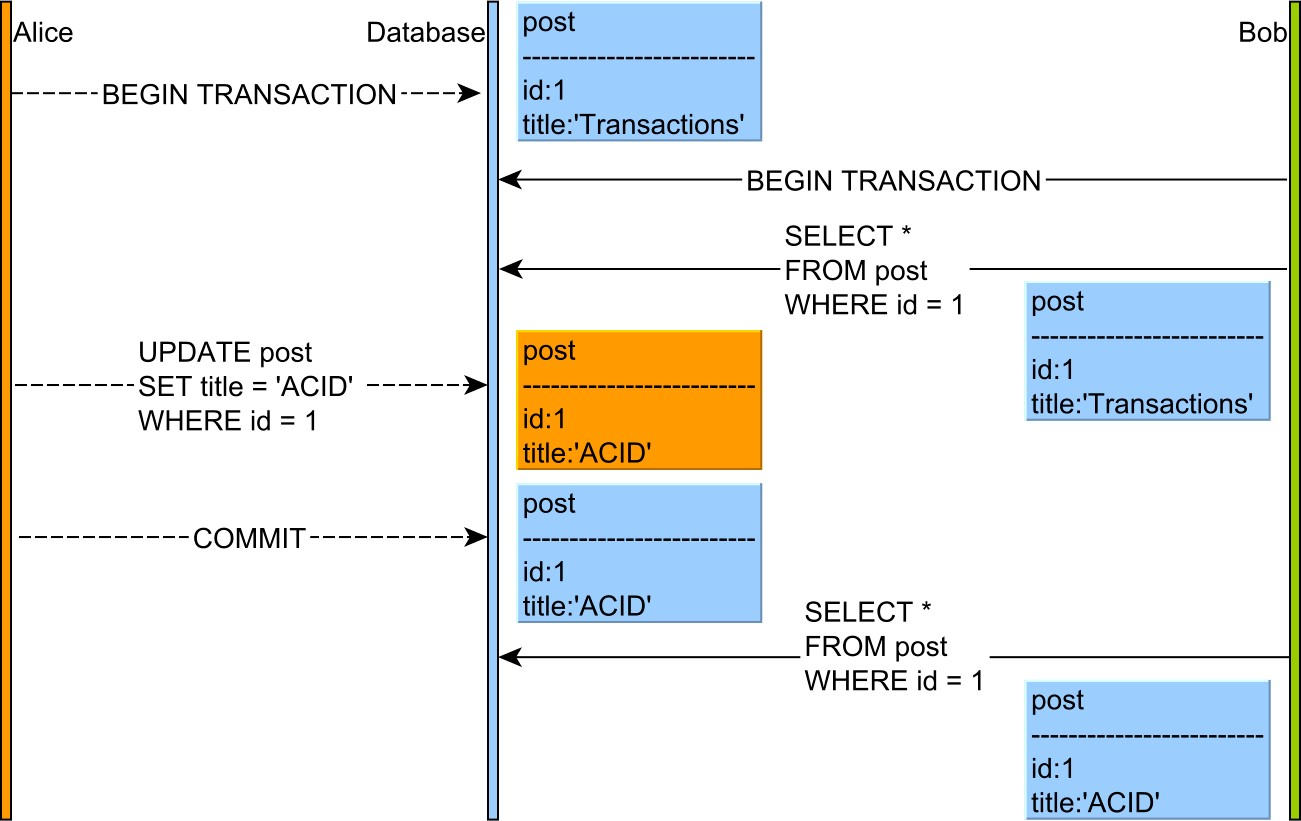 Alice
Database
Bob
post
-------------------------
id:1
title:'Transactions'
BEGIN TRANSACTION
BEGIN TRANSACTION
SELECT *
FROM post
WHERE id = 1
post
-------------------------
id:1
title:'Transactions'
UPDATE post
SET title = 'ACID'
WHERE id = 1
post
-------------------------
id:1
title:'ACID'
COMMIT
post
-------------------------
id:1
title:'ACID'
SELECT *
FROM post
WHERE id = 1
post
-------------------------
id:1
title:'ACID'